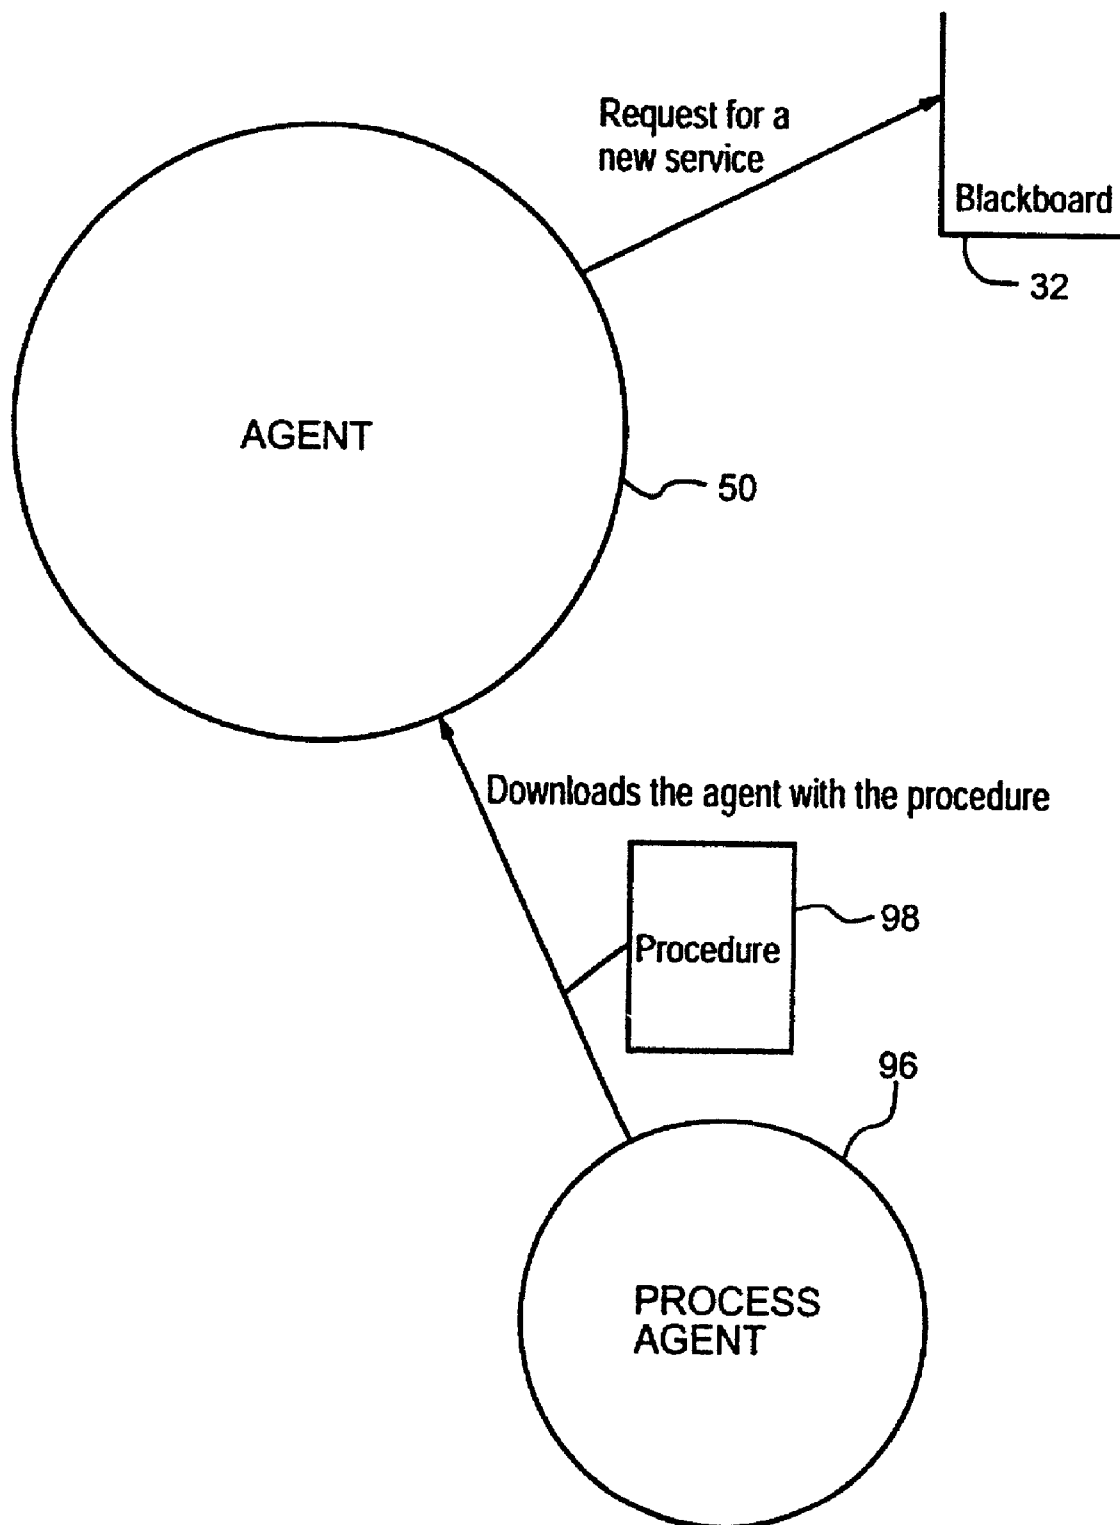 Request for a
new service
Blackboard
32
AGENT
50
Downloads the agent with the procedure
98
Procedure
96
PROCESS
AGENT